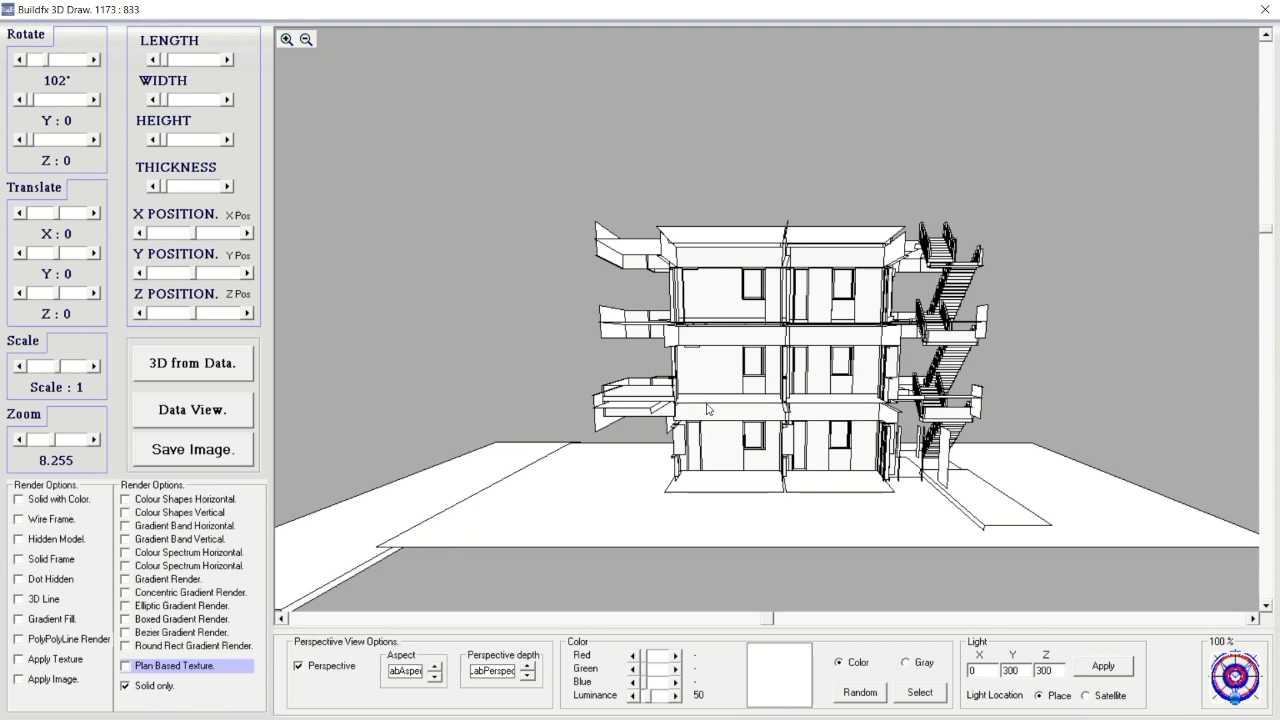 Buildfx 3D Draw. 1173 : 833
Rotate
102°
Y : 0
Z : 0
Translate
X : 0
Y : 0
Z : 0
Scale
Scale : 1
Zoom
8.255
LENGTH
WIDTH
HEIGHT
THICKNESS
X POSITION. X Pos
Y POSITION. Y Pos
Z POSITION. Z Pos
3D from Data.
Data View.
Save Image.
Render Options.
Solid with Color.
Wire Frame.
Hidden Model.
Solid Frame
Dot Hidden
3D Line
Gradient Fill.
PolyPolyLine Render
Apply Texture
Apply Image.
Render Options.
Colour Shapes Horizontal.
Colour Shapes Vertical
Gradient Band Horizontal.
Gradient Band Vertical.
Colour Spectrum Horizontal.
Colour Spectrum Horizontal.
Gradient Render.
Concentric Gradient Render.
Elliptic Gradient Render.
Boxed Gradient Render.
Bezier Gradient Render.
Round Rect Gradient Render.
Plan Based Texture.
Solid only.
Perspective View Options.
Perspective
Aspect
abAspec
Perspective depth
.abPerspec
Color
Red -
Green -
Blue -
Luminance 50
Color Gray
Random Select
Light
X Y Z
0 300 300 Apply
Light Location Place Satellite
100 %